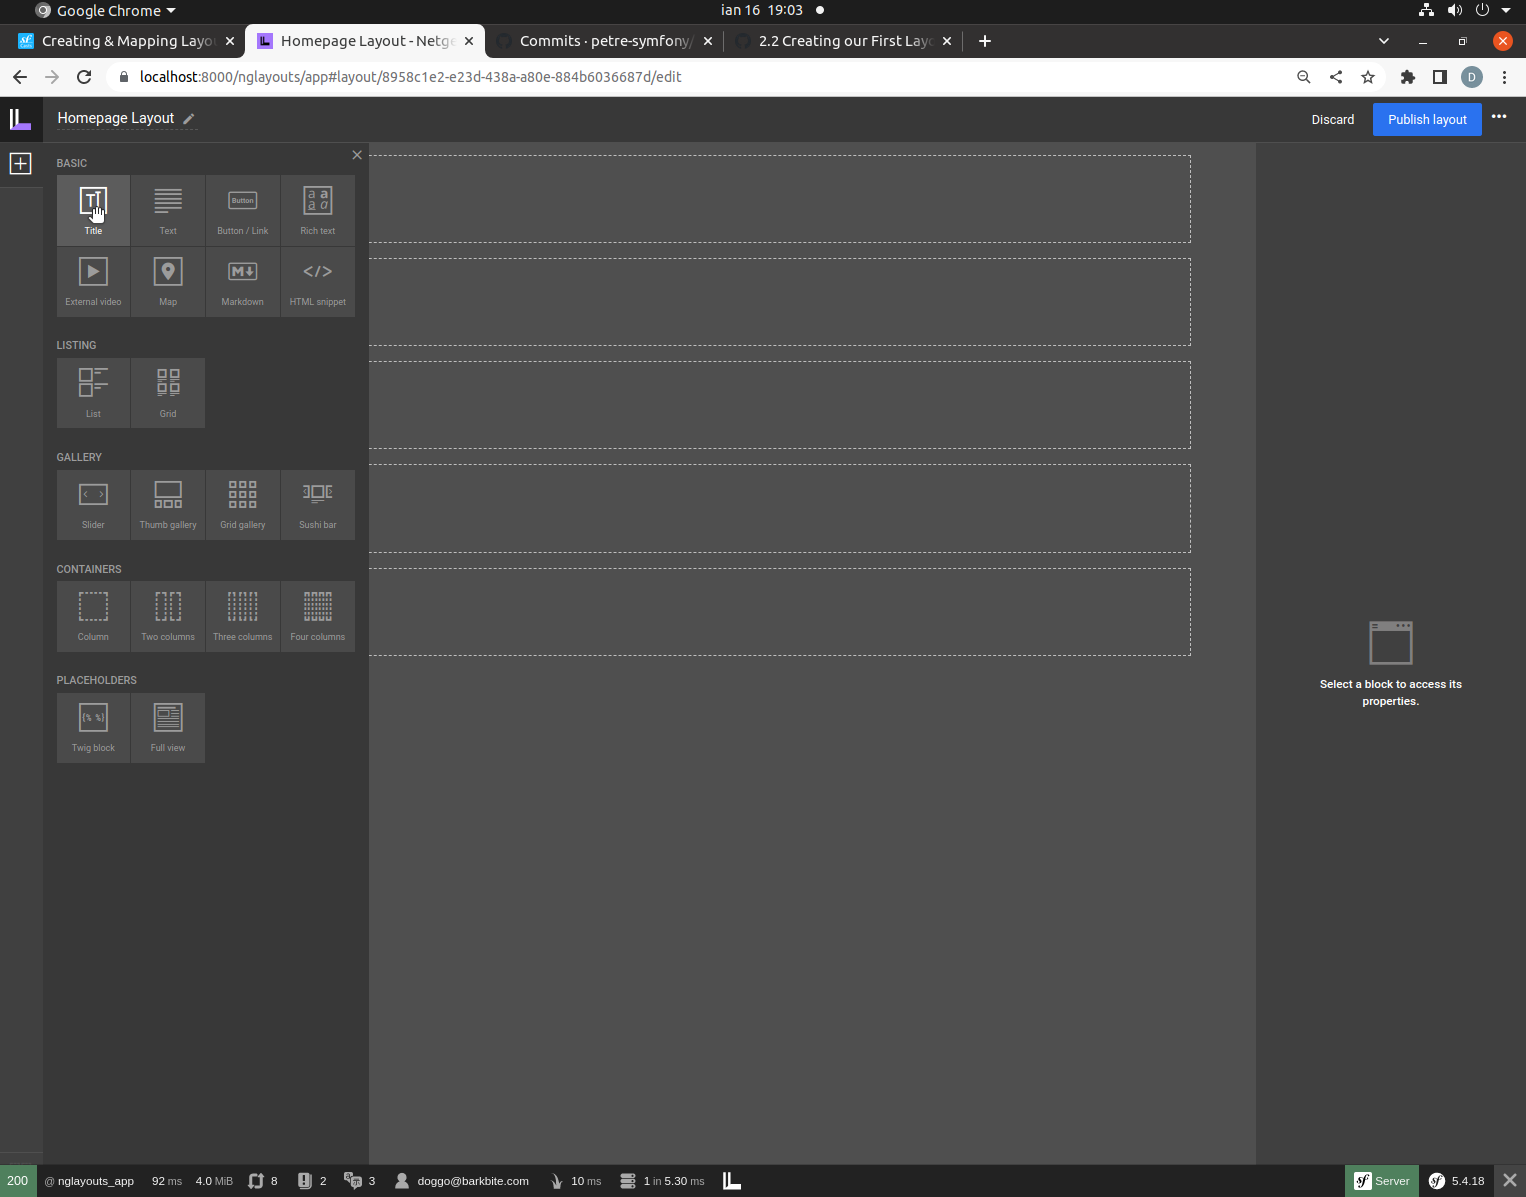 Google Chrome
ian 16 19:03
Creating & Mapping Layo
Homepage Layout - Netge
Commits · petre-symfony/
2.2 Creating our First Layo
localhost:8000/nglayouts/app#layout/8958c1e2-e23d-438a-a80e-884b6036687d/edit
D
Homepage Layout
Discard
Publish layout
BASIC
Title
Text
Button
Button / Link
Rich text
External video
Map
Markdown
HTML snippet
LISTING
List
Grid
GALLERY
Slider
Thumb gallery
Grid gallery
Sushi bar
CONTAINERS
Column
Two columns
Three columns
Four columns
PLACEHOLDERS
{% %}
Twig block
Full view
Select a block to access its
properties.
200 @ nglayouts_app 92 ms 4.0 MiB 8 2 3 doggo@barkbite.com 10 ms 1 in 5.30 ms Server 5.4.18